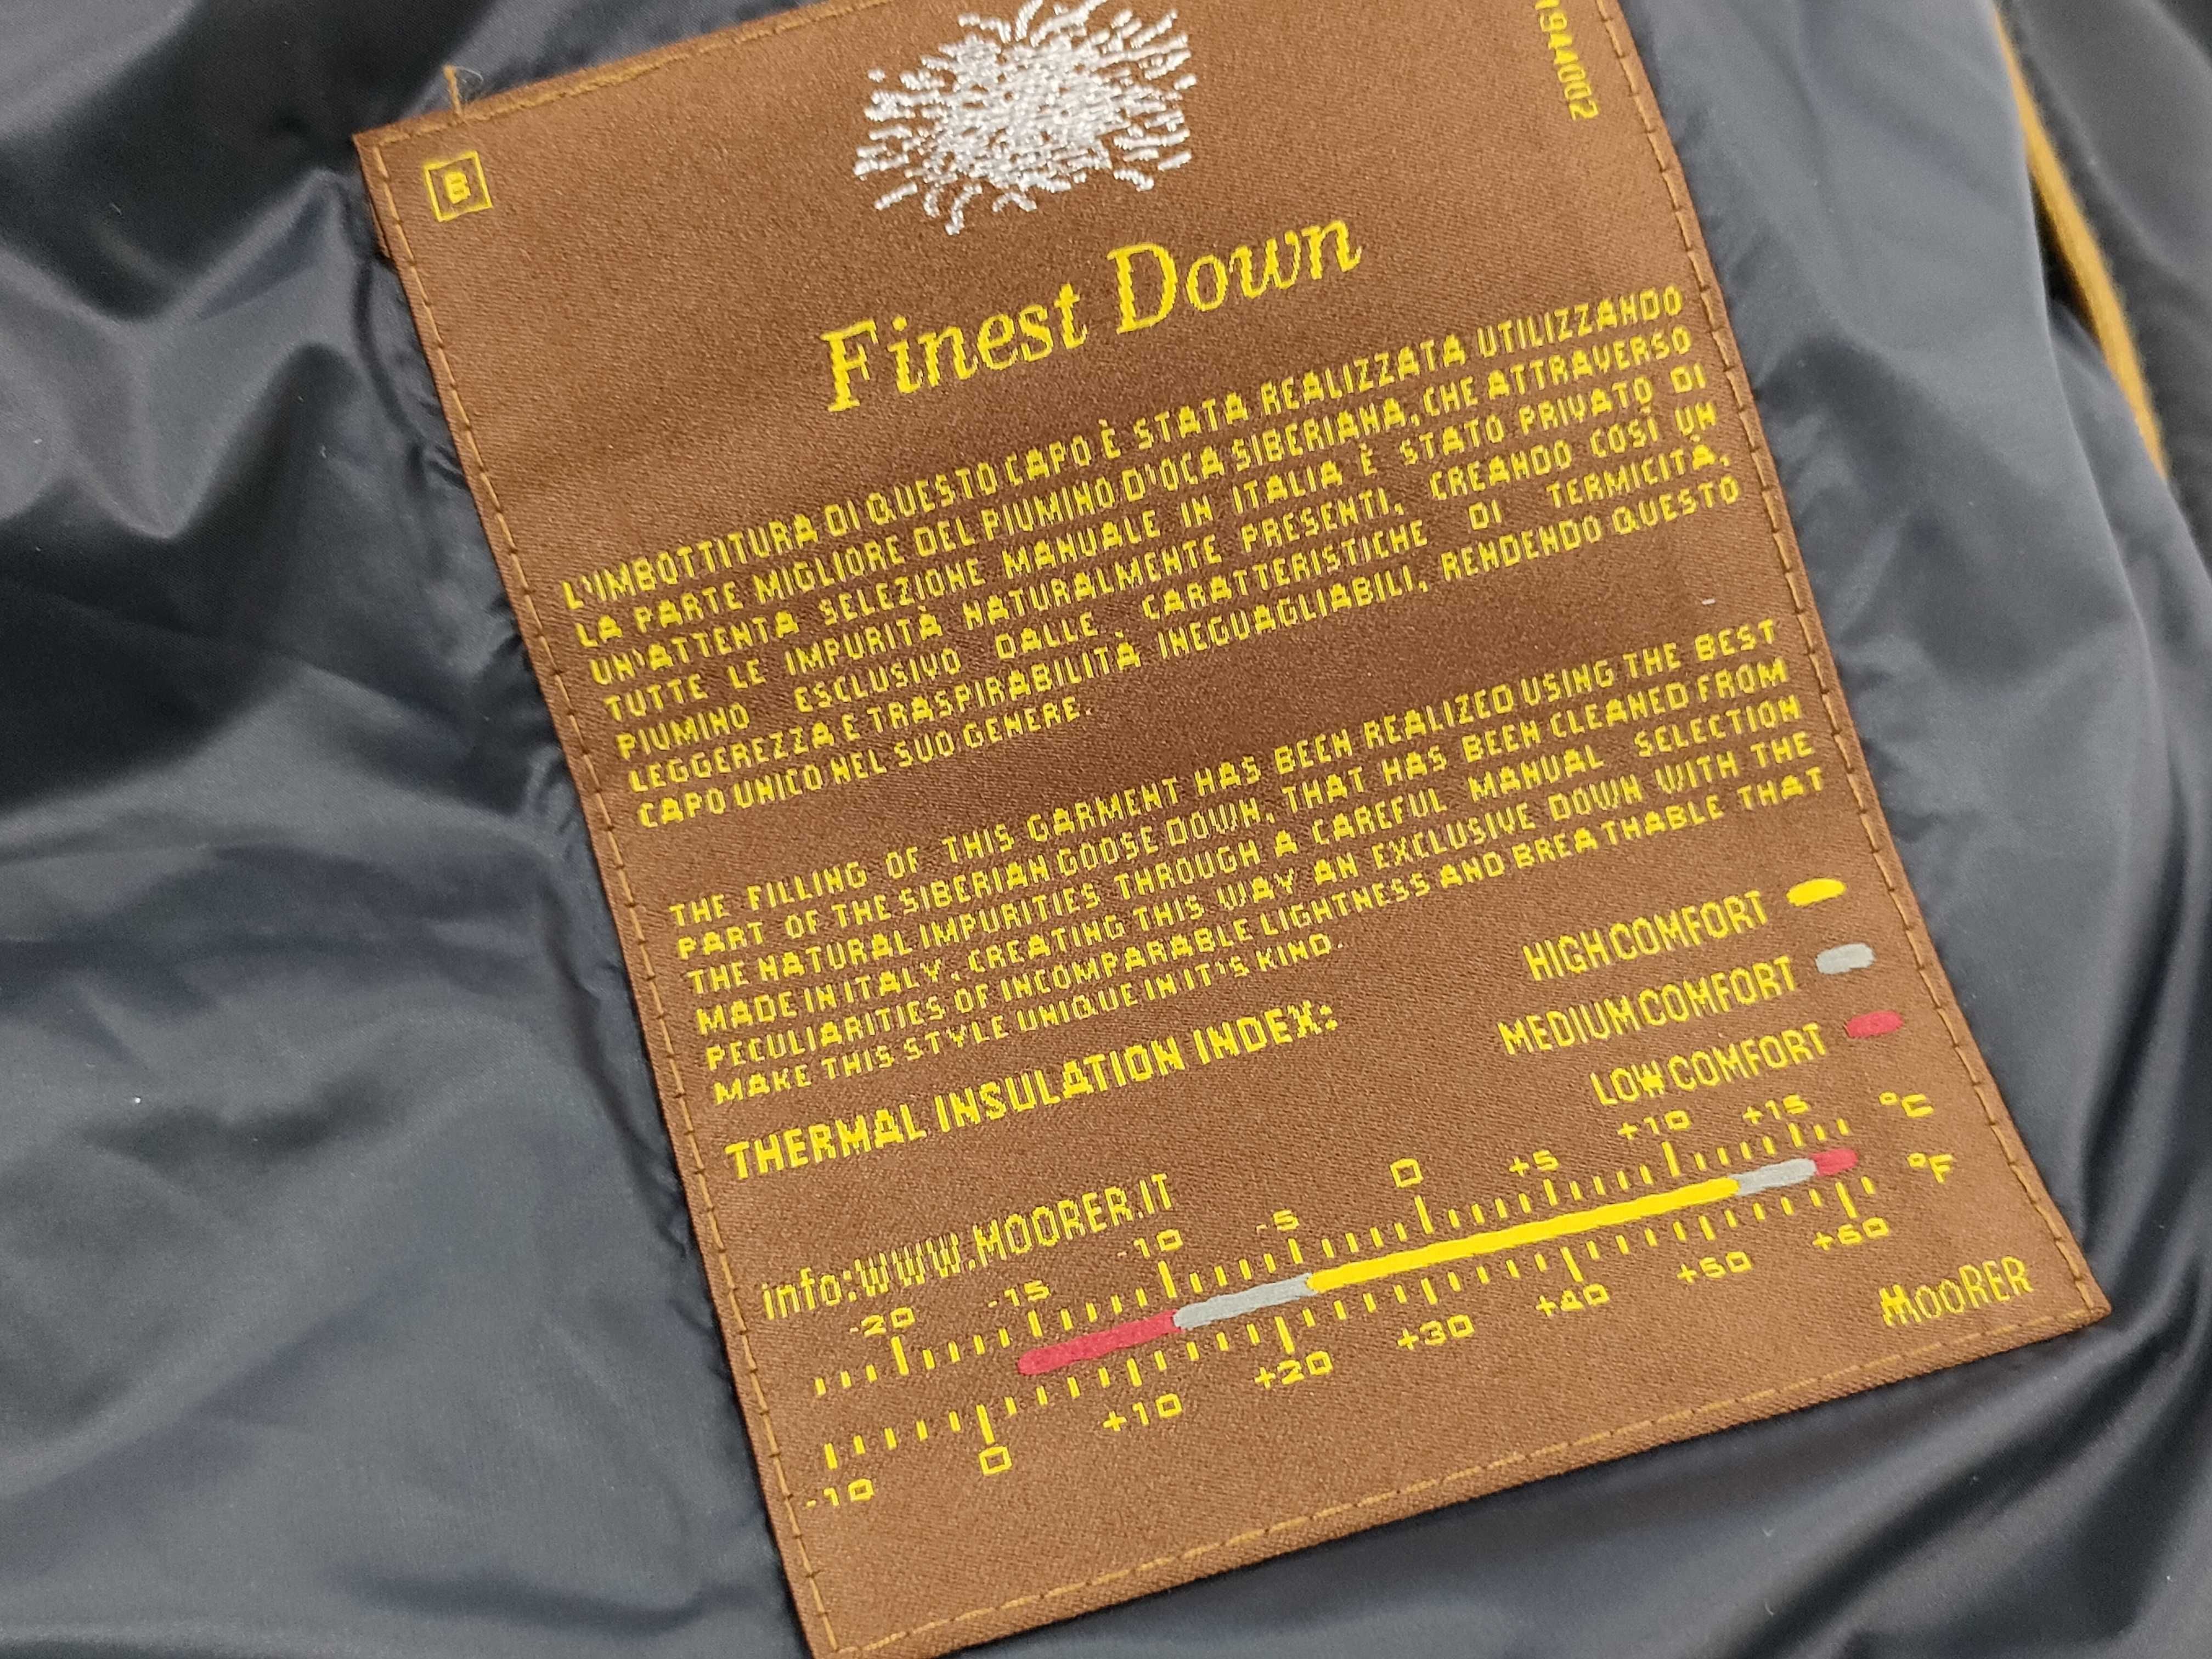 B
1944002
Finest Down
L'IMBOTTITURA DI QUESTO CAPO È STATA REALIZZATA UTILIZZANDO
LA PARTE MIGLIORE DEL PIUMINO D'OCA SIBERIANA, CHE ATTRAVERSO
UN'ATTENTA SELEZIONE MANUALE IN ITALIA È STATO PRIVATO DI
TUTTE LE IMPURITÀ NATURALMENTE PRESENTI, CREANDO COSÌ UN
PIUMINO ESCLUSIVO DALLE CARATTERISTICHE DI TERMICITÀ,
LEGGEREZZA E TRASPIRABILITÀ INEGUAGLIABILI, RENDENDO QUESTO
CAPO UNICO NEL SUO GENERE.
THE FILLING OF THIS GARMENT HAS BEEN REALIZED USING THE BEST
PART OF THE SIBERIAN GOOSE DOWN, THAT HAS BEEN CLEANED FROM
THE NATURAL IMPURITIES THROUGH A CAREFUL MANUAL SELECTION
MADE IN ITALY, CREATING THIS WAY AN EXCLUSIVE DOWN WITH THE
PECULIARITIES OF INCOMPARABLE LIGHTNESS AND BREATHABLE THAT
MAKE THIS STYLE UNIQUE IN IT'S KIND.
THERMAL INSULATION INDEX:
HIGH COMFORT
MEDIUM COMFORT
LOW COMFORT
info:WWW.MOORER.IT
-20 -15 -10 -5 0 +5 +10 +15 °C
-10 0 +10 +20 +30 +40 +50 +60 °F
MOORER